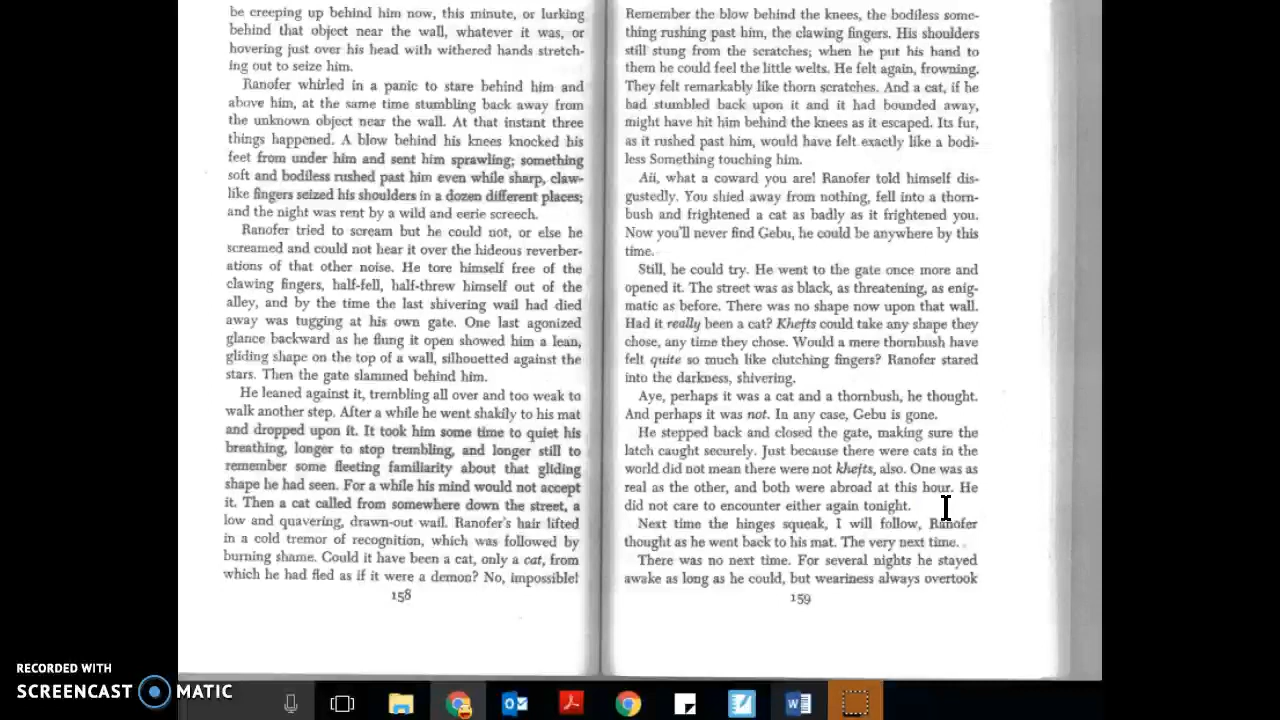 be creeping up behind him now, this minute, or lurking
behind that object near the wall, whatever it was, or
hovering just over his head with withered hands stretch-
ing out to seize him.
Ranofer whirled in a panic to stare behind him and
above him, at the same time stumbling back away from
the unknown object near the wall. At that instant three
things happened. A blow behind his knees knocked his
feet from under him and sent him sprawling; something
soft and bodiless rushed past him even while sharp, claw-
like fingers seized his shoulders in a dozen different places;
and the night was rent by a wild and eerie screech.
Ranofer tried to scream but he could not, or else he
screamed and could not hear it over the hideous reverber-
ations of that other noise. He tore himself free of the
clawing fingers, half-fell, half-threw himself out of the
alley, and by the time the last shivering wail had died
away was tugging at his own gate. One last agonized
glance backward as he flung it open showed him a lean,
gliding shape on the top of a wall, silhouetted against the
stars. Then the gate slammed behind him.
He leaned against it, trembling all over and too weak to
walk another step. After a while he went shakily to his mat
and dropped upon it. It took him some time to quiet his
breathing, longer to stop trembling, and longer still to
remember some fleeting familiarity about that gliding
shape he had seen. For a while his mind would not accept
it. Then a cat called from somewhere down the street, a
low and quavering, drawn-out wail. Ranofer's hair lifted
in a cold tremor of recognition, which was followed by
burning shame. Could it have been a cat, only a cat, from
which he had fled as if it were a demon? No, impossible!
158
Remember the blow behind the knees, the bodiless some-
thing rushing past him, the clawing fingers. His shoulders
still stung from the scratches; when he put his hand to
them he could feel the little welts. He felt again, frowning.
They felt remarkably like thorn scratches. And a cat, if he
had stumbled back upon it and it had bounded away,
might have hit him behind the knees as it escaped. Its fur,
as it rushed past him, would have felt exactly like a bodi-
less Something touching him.
Aii, what a coward you are! Ranofer told himself dis-
gustedly. You shied away from nothing, fell into a thorn-
bush and frightened a cat as badly as it frightened you.
Now you'll never find Gebu, he could be anywhere by this
time.
Still, he could try. He went to the gate once more and
opened it. The street was as black, as threatening, as enig-
matic as before. There was no shape now upon that wall.
Had it really been a cat? Khefts could take any shape they
chose, any time they chose. Would a mere thornbush have
felt quite so much like clutching fingers? Ranofer stared
into the darkness, shivering.
Aye, perhaps it was a cat and a thornbush, he thought.
And perhaps it was not. In any case, Gebu is gone.
He stepped back and closed the gate, making sure the
latch caught securely. Just because there were cats in the
world did not mean there were not khefts, also. One was as
real as the other, and both were abroad at this hour. He
did not care to encounter either again tonight.
Next time the hinges squeak, I will follow, Ranofer
thought as he went back to his mat. The very next time.
There was no next time. For several nights he stayed
awake as long as he could, but weariness always overtook
159
RECORDED WITH
SCREENCAST MATIC